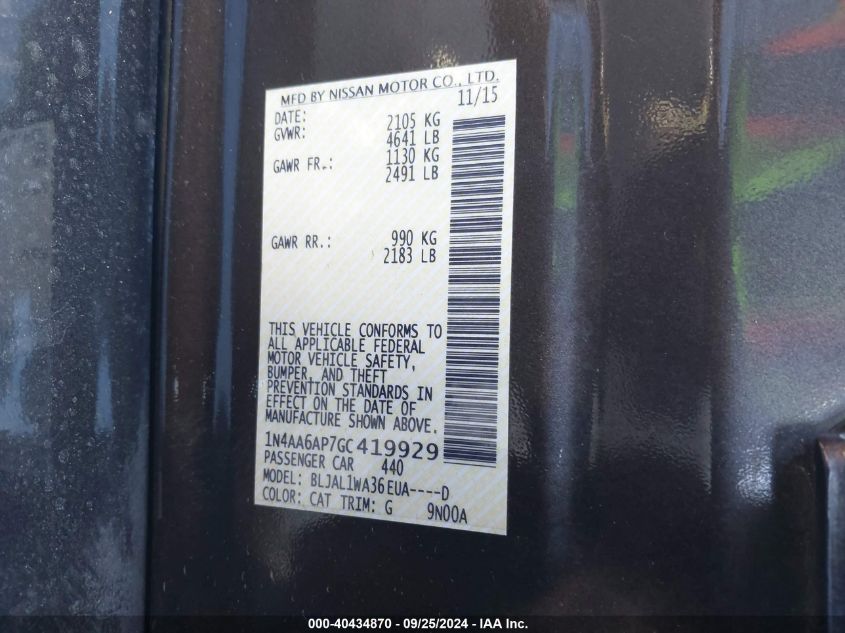 MFD BY NISSAN MOTOR CO., LTD.
DATE: 11/15
GVWR: 2105 KG
4641 LB
GAWR FR.: 1130 KG
2491 LB
GAWR RR.: 990 KG
2183 LB
THIS VEHICLE CONFORMS TO
ALL APPLICABLE FEDERAL
MOTOR VEHICLE SAFETY,
BUMPER, AND THEFT
PREVENTION STANDARDS IN
EFFECT ON THE DATE OF
MANUFACTURE SHOWN ABOVE.
1N4AA6AP7GC419929
PASSENGER CAR 440
MODEL: BLJAL1WA36EUA----D
COLOR: CAT TRIM: G 9N00A
000-40434870 - 09/25/2024 - IAA Inc.